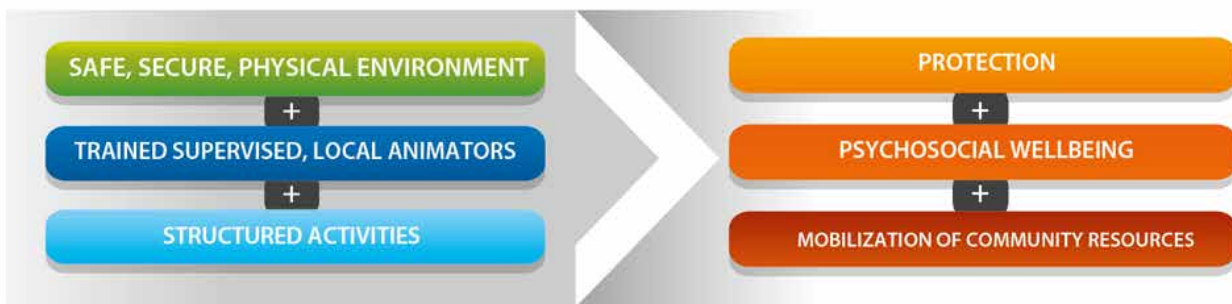 SAFE, SECURE, PHYSICAL ENVIRONMENT
+
TRAINED SUPERVISED, LOCAL ANIMATORS
+
STRUCTURED ACTIVITIES
PROTECTION
+
PSYCHOSOCIAL WELLBEING
+
MOBILIZATION OF COMMUNITY RESOURCES